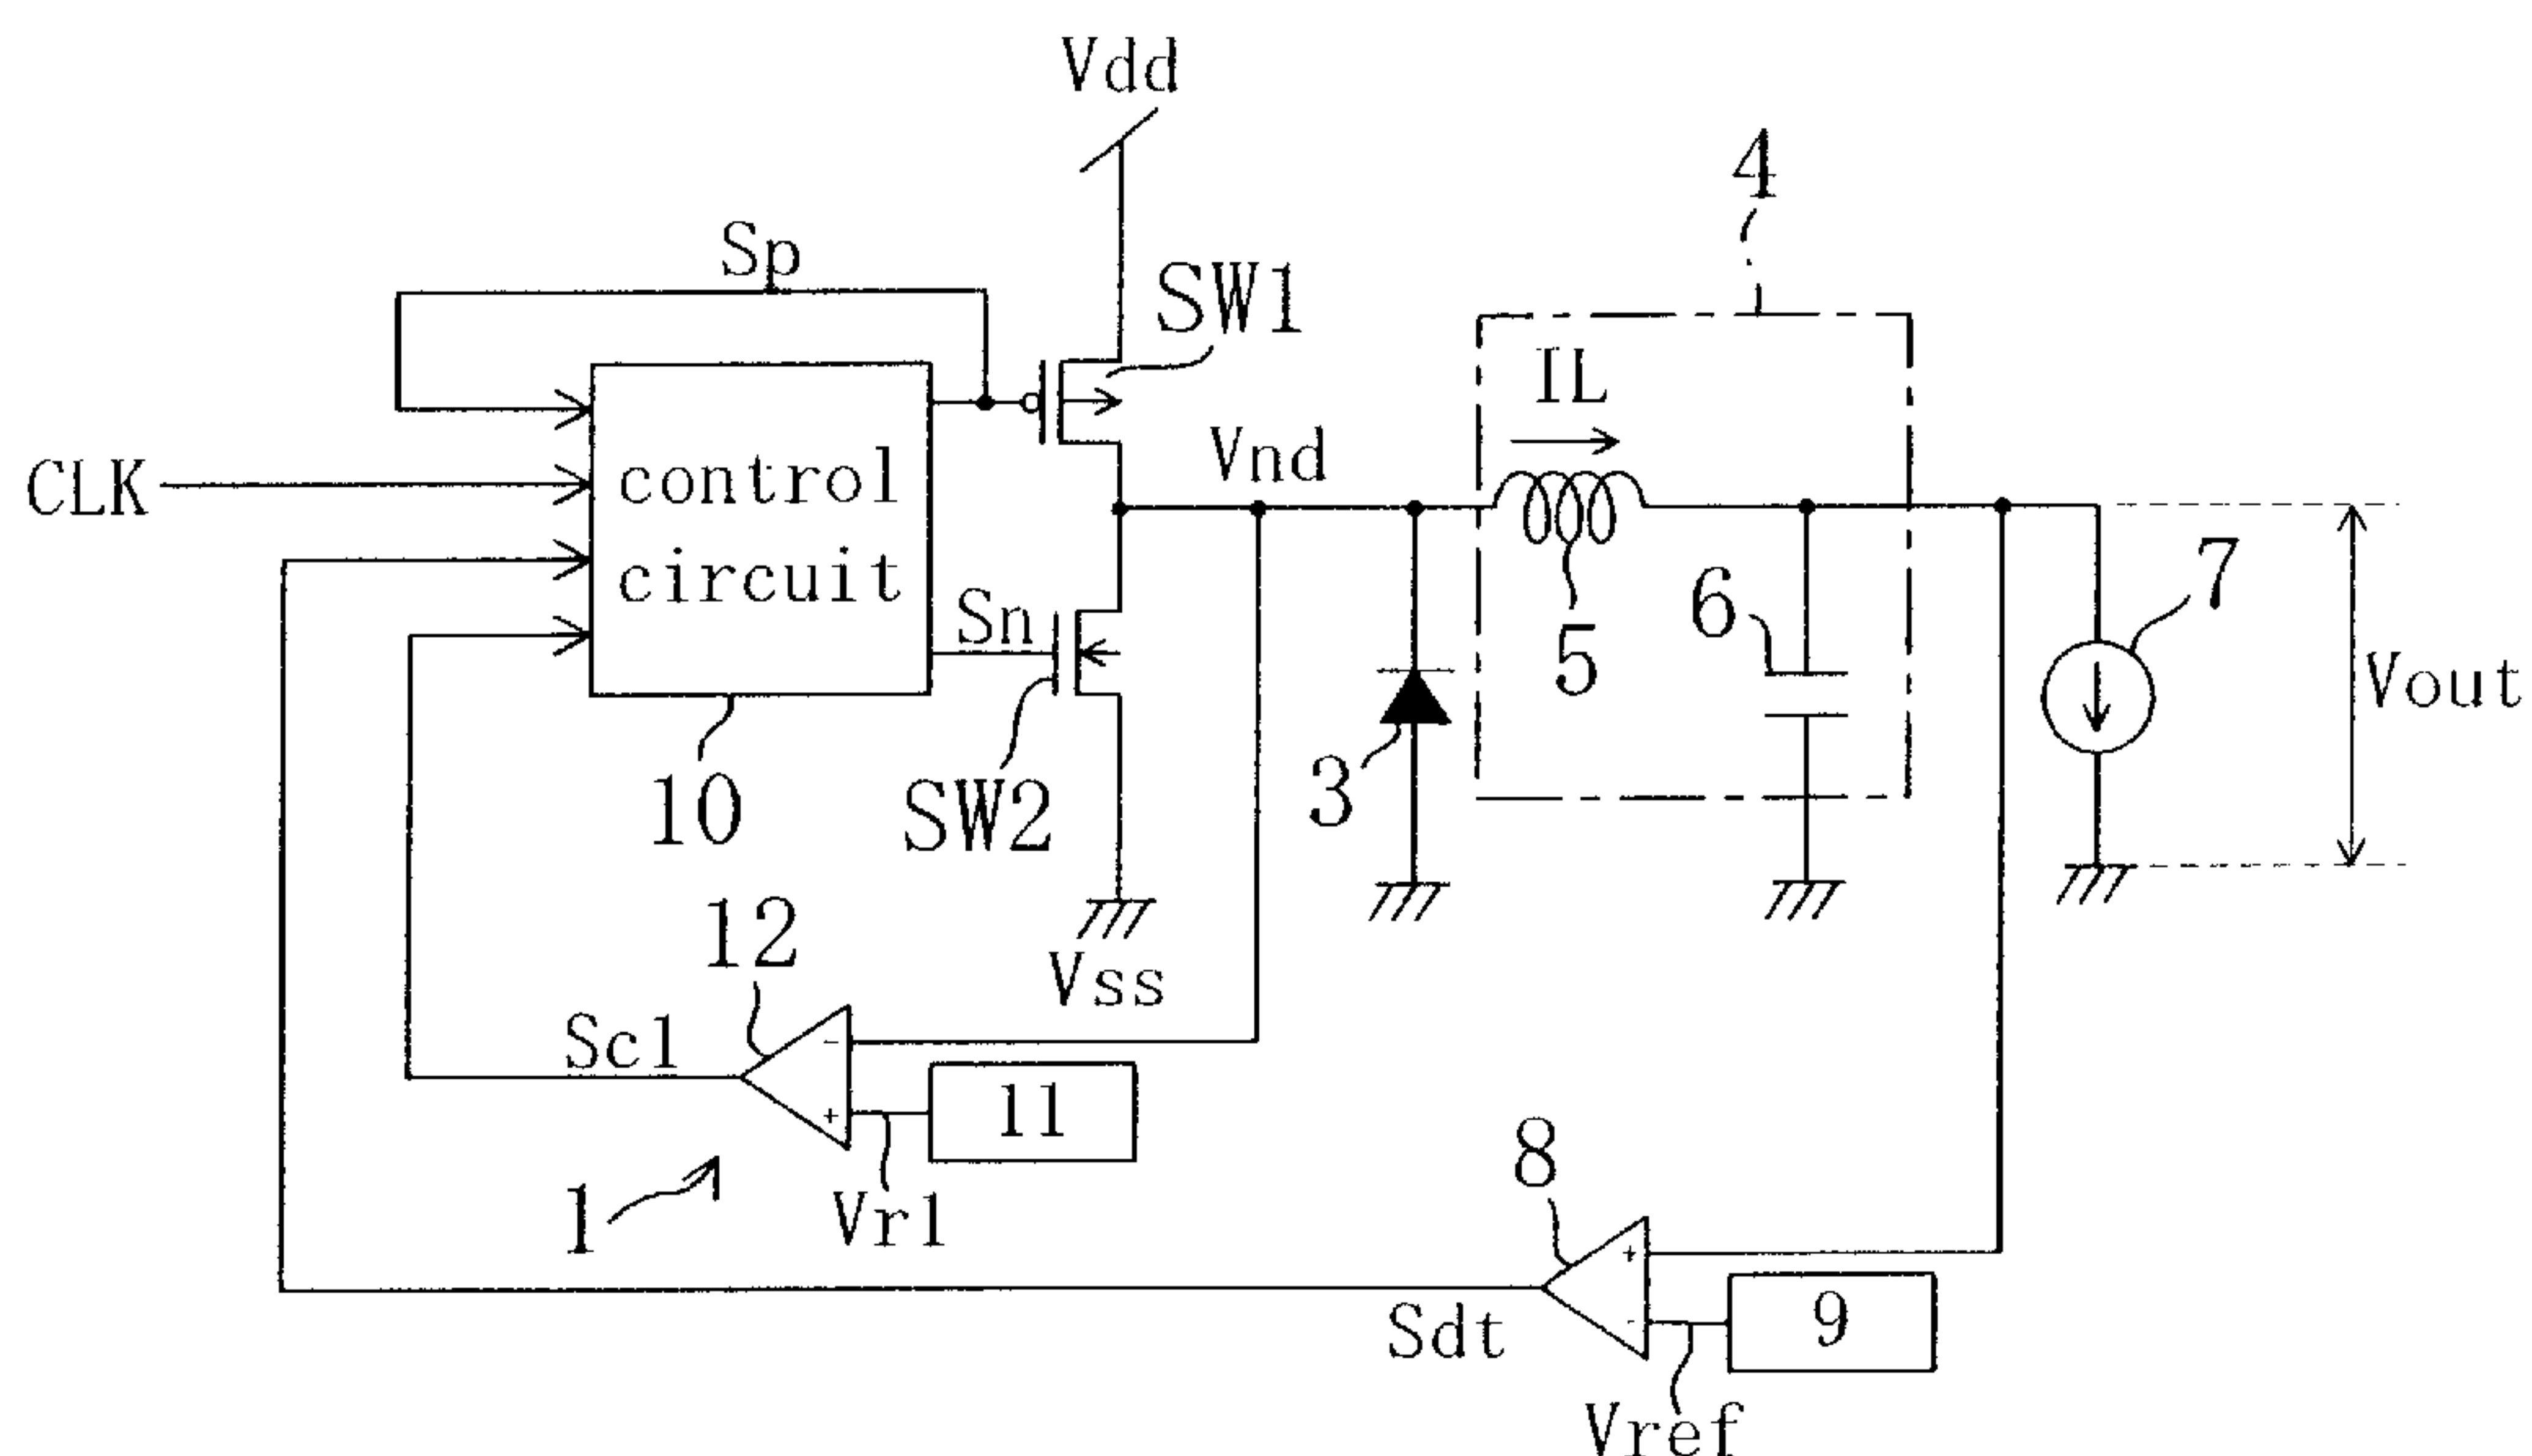 Vdd
4
Sp
SW1
IL
Vnd
CLK
control
circuit
7
Sn
6
5
Vout
3
10
SW2
12
Vss
Sc1
-
+
11
8
1
Vr1
+
-
9
Sdt
Vref